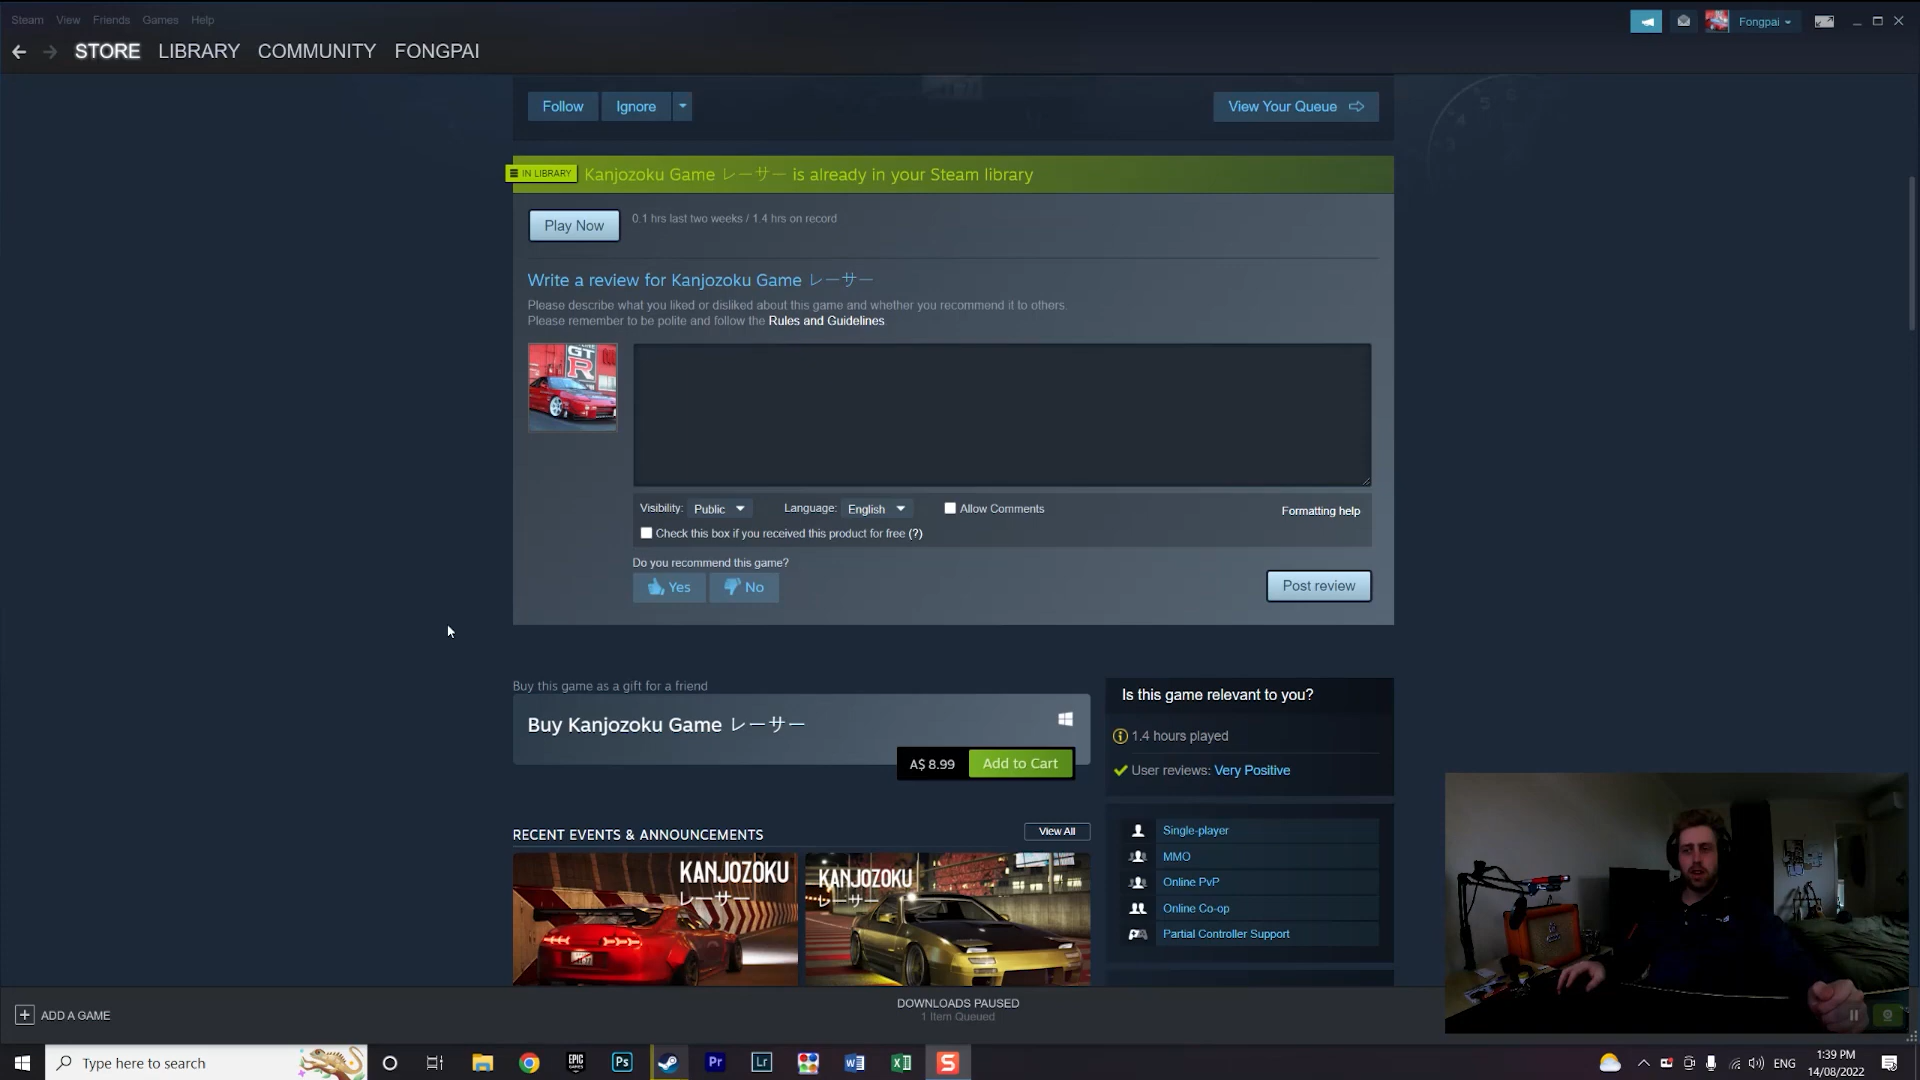 Steam View Friends Games Help
Fongpai
STORE LIBRARY COMMUNITY FONGPAI
Follow Ignore View Your Queue
IN LIBRARY Kanjozoku Game レーサー is already in your Steam library
Play Now 0.1 hrs last two weeks / 1.4 hrs on record
Write a review for Kanjozoku Game レーサー
Please describe what you liked or disliked about this game and whether you recommend it to others.
Please remember to be polite and follow the Rules and Guidelines
GT
R
Visibility: Public Language: English Allow Comments Formatting help
Check this box if you received this product for free (?)
Do you recommend this game?
Yes No Post review
Buy this game as a gift for a friend
Buy Kanjozoku Game レーサー
A$ 8.99 Add to Cart
Is this game relevant to you?
1.4 hours played
User reviews: Very Positive
Single-player
MMO
Online PvP
Online Co-op
Partial Controller Support
RECENT EVENTS & ANNOUNCEMENTS View All
KANJOZOKU
レーサー
KANJOZOKU
レーサー
ADD A GAME
DOWNLOADS PAUSED
1 Item Queued
Type here to search
EPIC GAMES
Ps
Pr
Lr
ENG
1:39 PM
14/08/2022